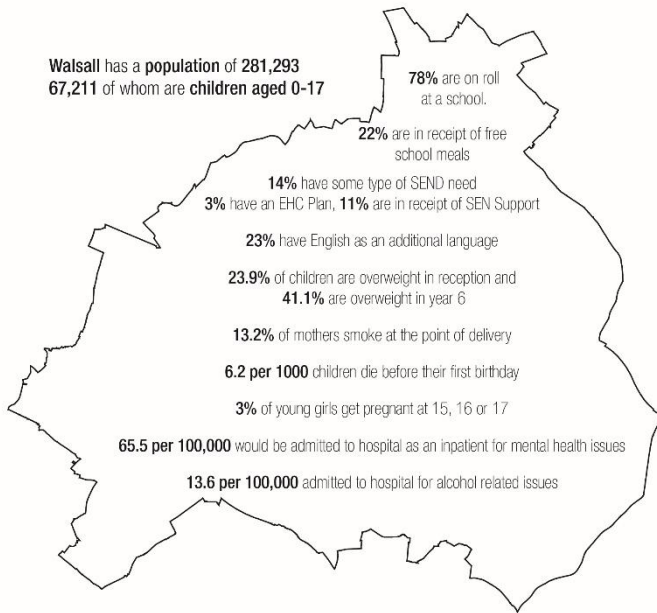 Walsall has a population of 281,293
67,211 of whom are children aged 0-17
78% are on roll
at a school.
22% are in receipt of free
school meals
14% have some type of SEND need
3% have an EHC Plan, 11% are in receipt of SEN Support
23% have English as an additional language
23.9% of children are overweight in reception and
41.1% are overweight in year 6
13.2% of mothers smoke at the point of delivery
6.2 per 1000 children die before their first birthday
3% of young girls get pregnant at 15, 16 or 17
65.5 per 100,000 would be admitted to hospital as an inpatient for mental health issues
13.6 per 100,000 admitted to hospital for alcohol related issues